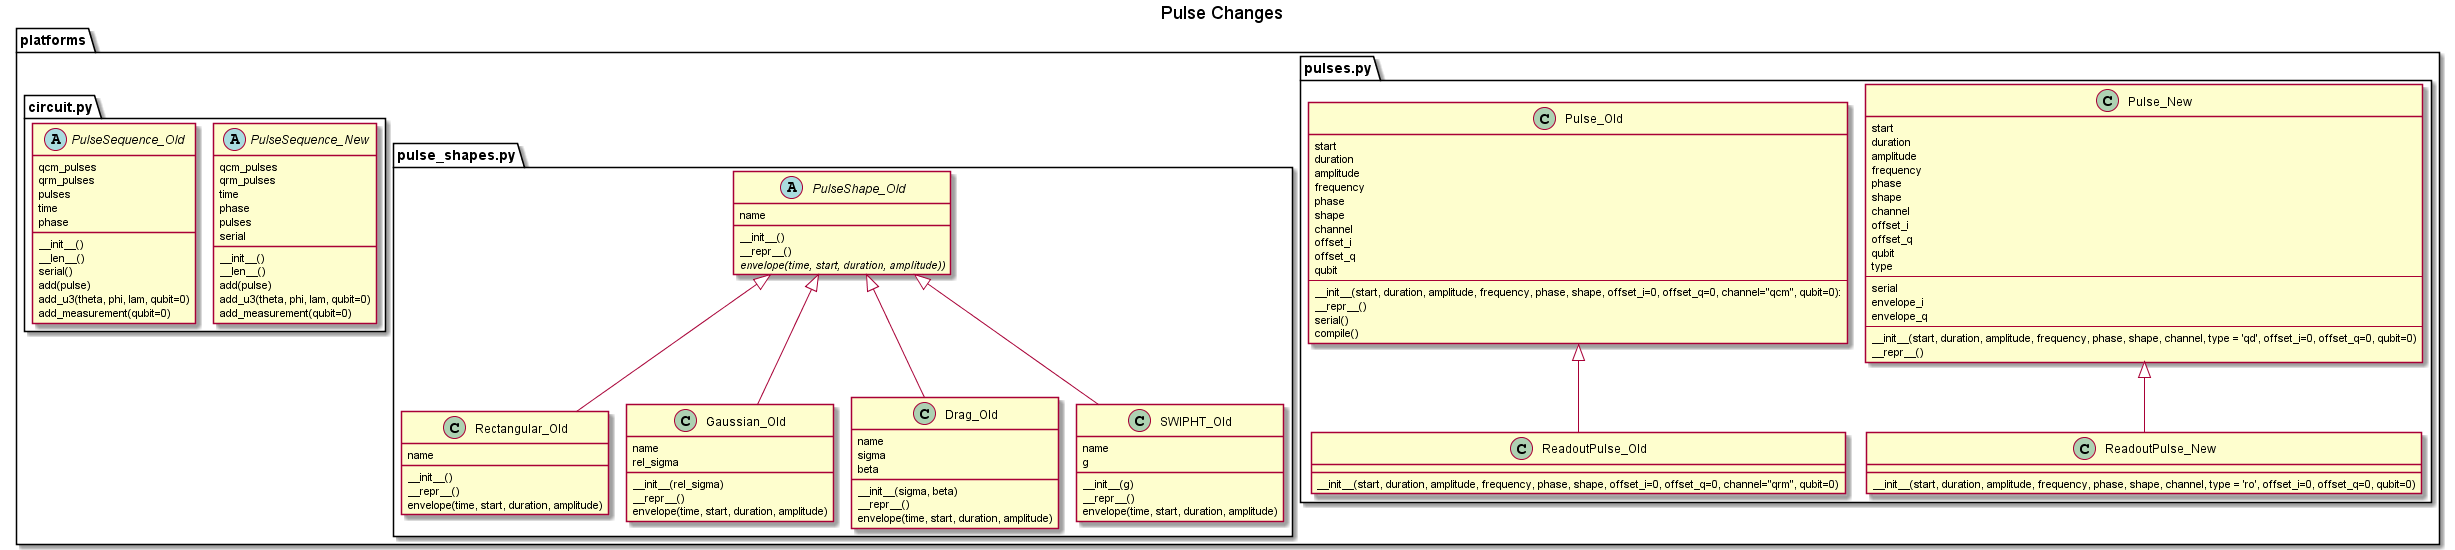 Pulse Changes
platforms
circuit.py
A PulseSequence_Old
qcm_pulses
qrm_pulses
pulses
time
phase
__init__()
__len__()
serial()
add(pulse)
add_u3(theta, phi, lam, qubit=0)
add_measurement(qubit=0)
A PulseSequence_New
qcm_pulses
qrm_pulses
time
phase
pulses
serial
__init__()
__len__()
add(pulse)
add_u3(theta, phi, lam, qubit=0)
add_measurement(qubit=0)
pulse_shapes.py
A PulseShape_Old
name
__init__()
__repr__()
envelope(time, start, duration, amplitude))
C Rectangular_Old
name
__init__()
__repr__()
envelope(time, start, duration, amplitude)
C Gaussian_Old
name
rel_sigma
__init__(rel_sigma)
__repr__()
envelope(time, start, duration, amplitude)
C Drag_Old
name
sigma
beta
__init__(sigma, beta)
__repr__()
envelope(time, start, duration, amplitude)
C SWIPHT_Old
name
g
__init__(g)
__repr__()
envelope(time, start, duration, amplitude)
pulses.py
C Pulse_Old
start
duration
amplitude
frequency
phase
shape
channel
offset_i
offset_q
qubit
__init__(start, duration, amplitude, frequency, phase, shape, offset_i=0, offset_q=0, channel="qcm", qubit=0):
__repr__()
serial()
compile()
C Pulse_New
start
duration
amplitude
frequency
phase
shape
channel
offset_i
offset_q
qubit
type
serial
envelope_i
envelope_q
__init__(start, duration, amplitude, frequency, phase, shape, channel, type = 'qd', offset_i=0, offset_q=0, qubit=0)
__repr__()
C ReadoutPulse_Old
__init__(start, duration, amplitude, frequency, phase, shape, offset_i=0, offset_q=0, channel="qrm", qubit=0)
C ReadoutPulse_New
__init__(start, duration, amplitude, frequency, phase, shape, channel, type = 'ro', offset_i=0, offset_q=0, qubit=0)